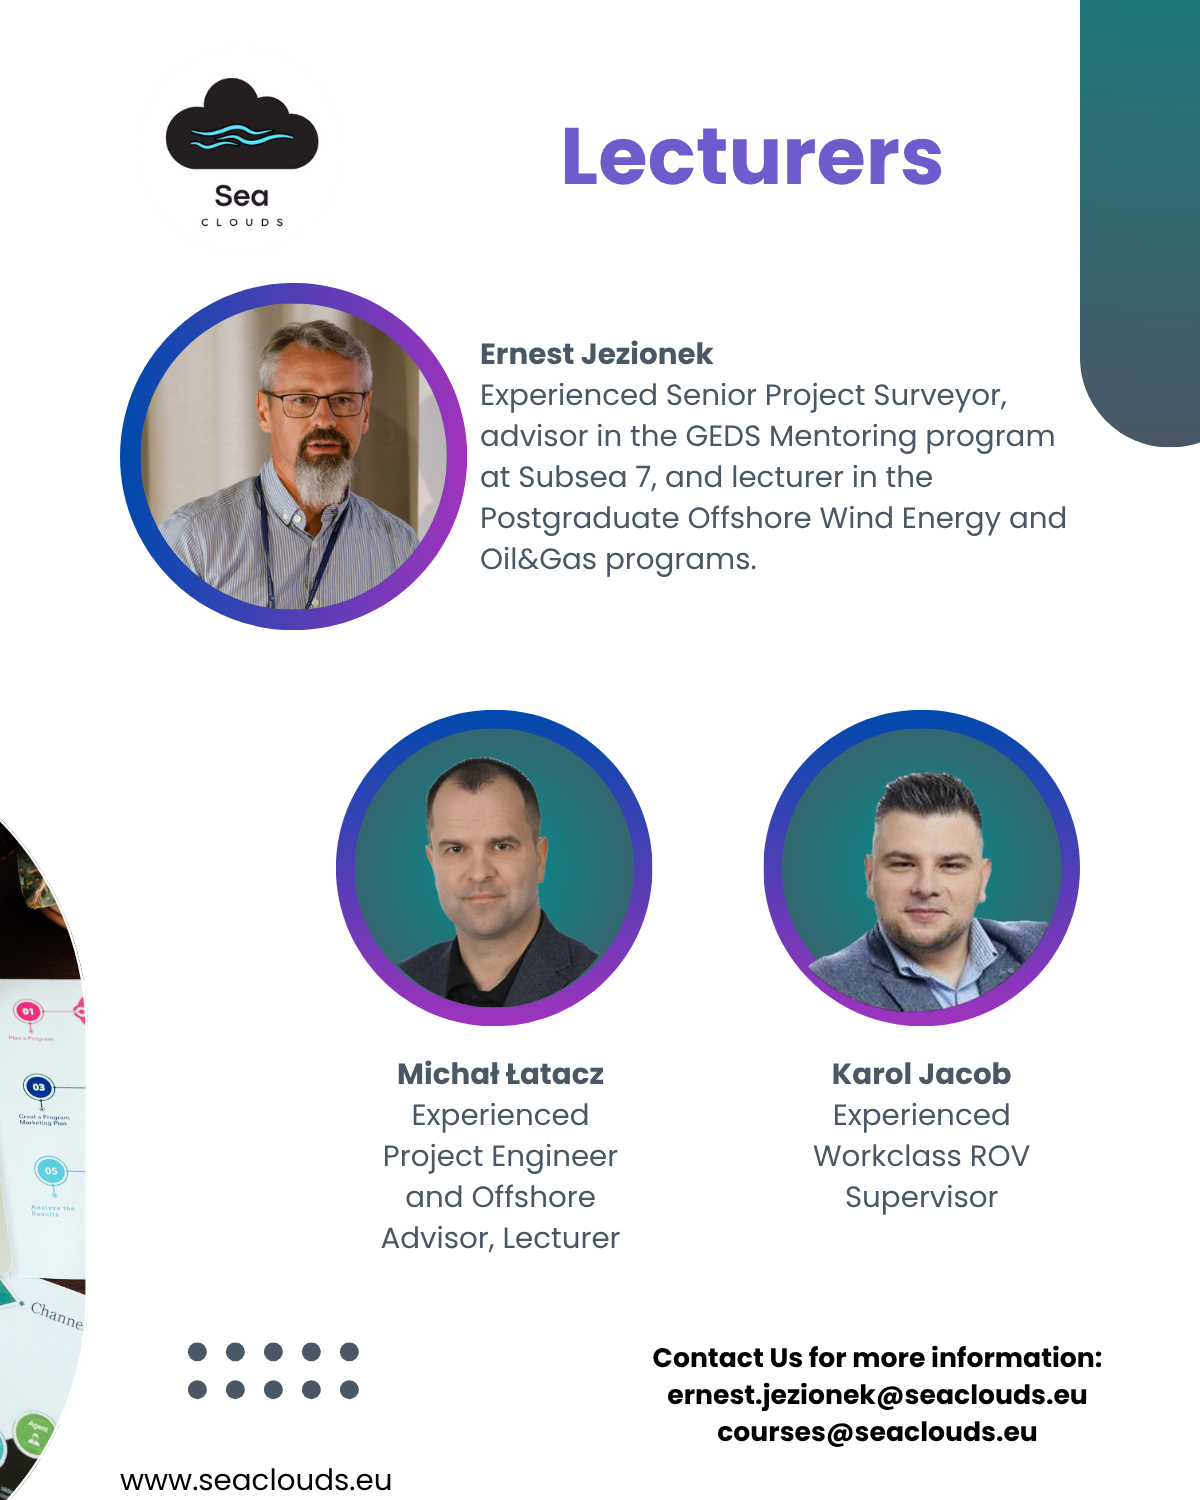 Sea
CLOUDS
Lecturers
Ernest Jezionek
Experienced Senior Project Surveyor,
advisor in the GEDS Mentoring program
at Subsea 7, and lecturer in the
Postgraduate Offshore Wind Energy and
Oil&Gas programs.
Michał Łatacz
Experienced
Project Engineer
and Offshore
Advisor, Lecturer
Karol Jacob
Experienced
Workclass ROV
Supervisor
01
Plan a Program
03
Creat a Program
Marketing Plan
05
Analyze the
Results
Channe
Agent
Contact Us for more information:
ernest.jezionek@seaclouds.eu
courses@seaclouds.eu
www.seaclouds.eu